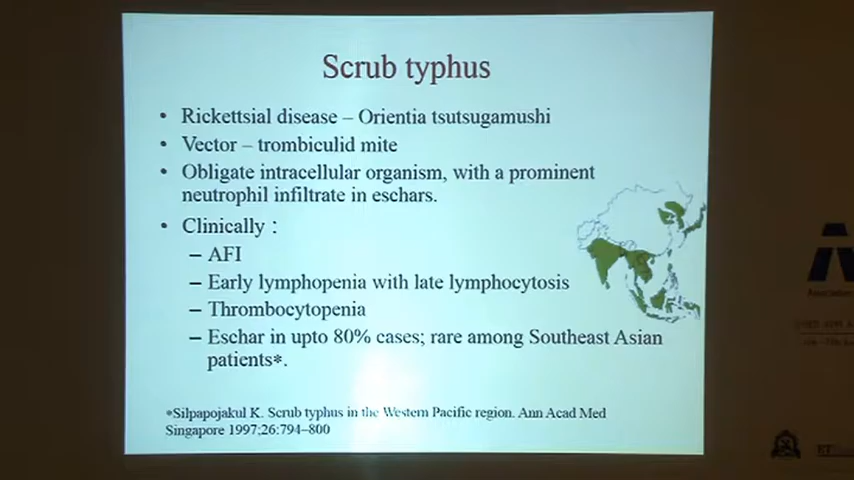 Scrub typhus
• Rickettsial disease – Orientia tsutsugamushi
• Vector – trombiculid mite
• Obligate intracellular organism, with a prominent
neutrophil infiltrate in eschars.
• Clinically :
– AFI
– Early lymphopenia with late lymphocytosis
– Thrombocytopenia
– Eschar in upto 80% cases; rare among Southeast Asian
patients*.
*Silpapojakul K. Scrub typhus in the Western Pacific region. Ann Acad Med
Singapore 1997;26:794–800